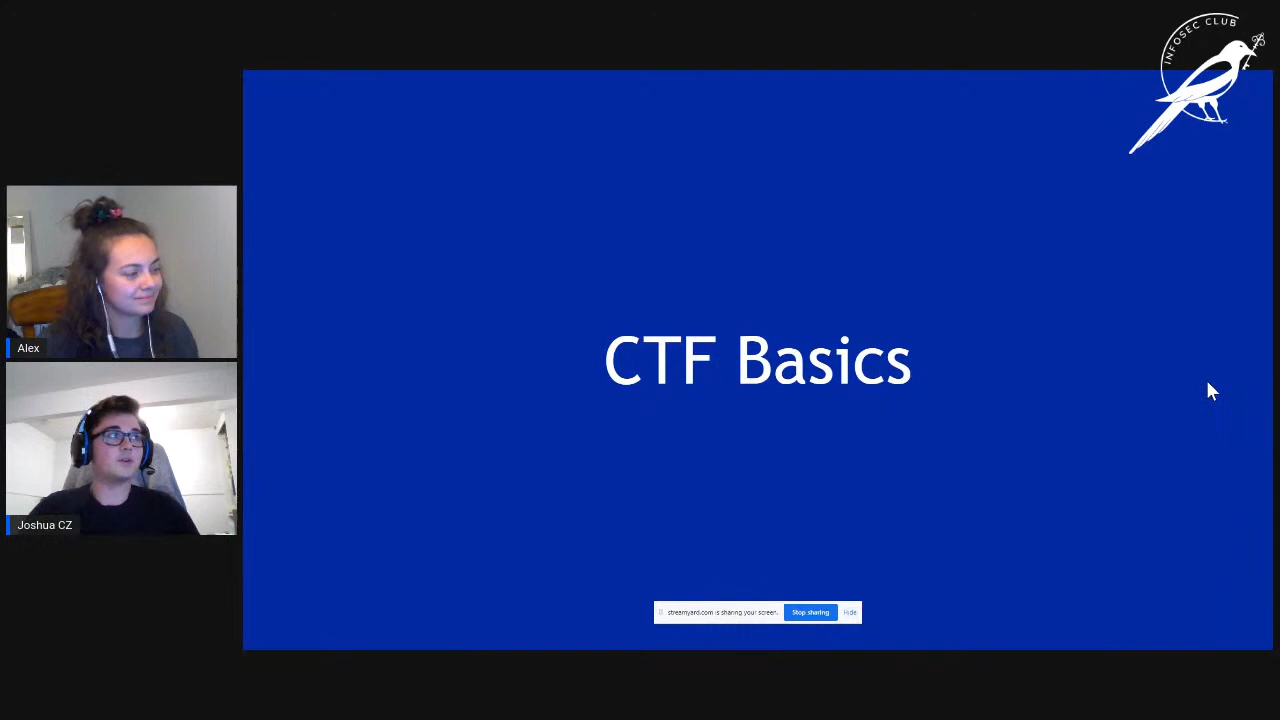 INFOSEC CLUB
Alex
CTF Basics
Joshua CZ
streamyard.com is sharing your screen.
Stop sharing
Hide